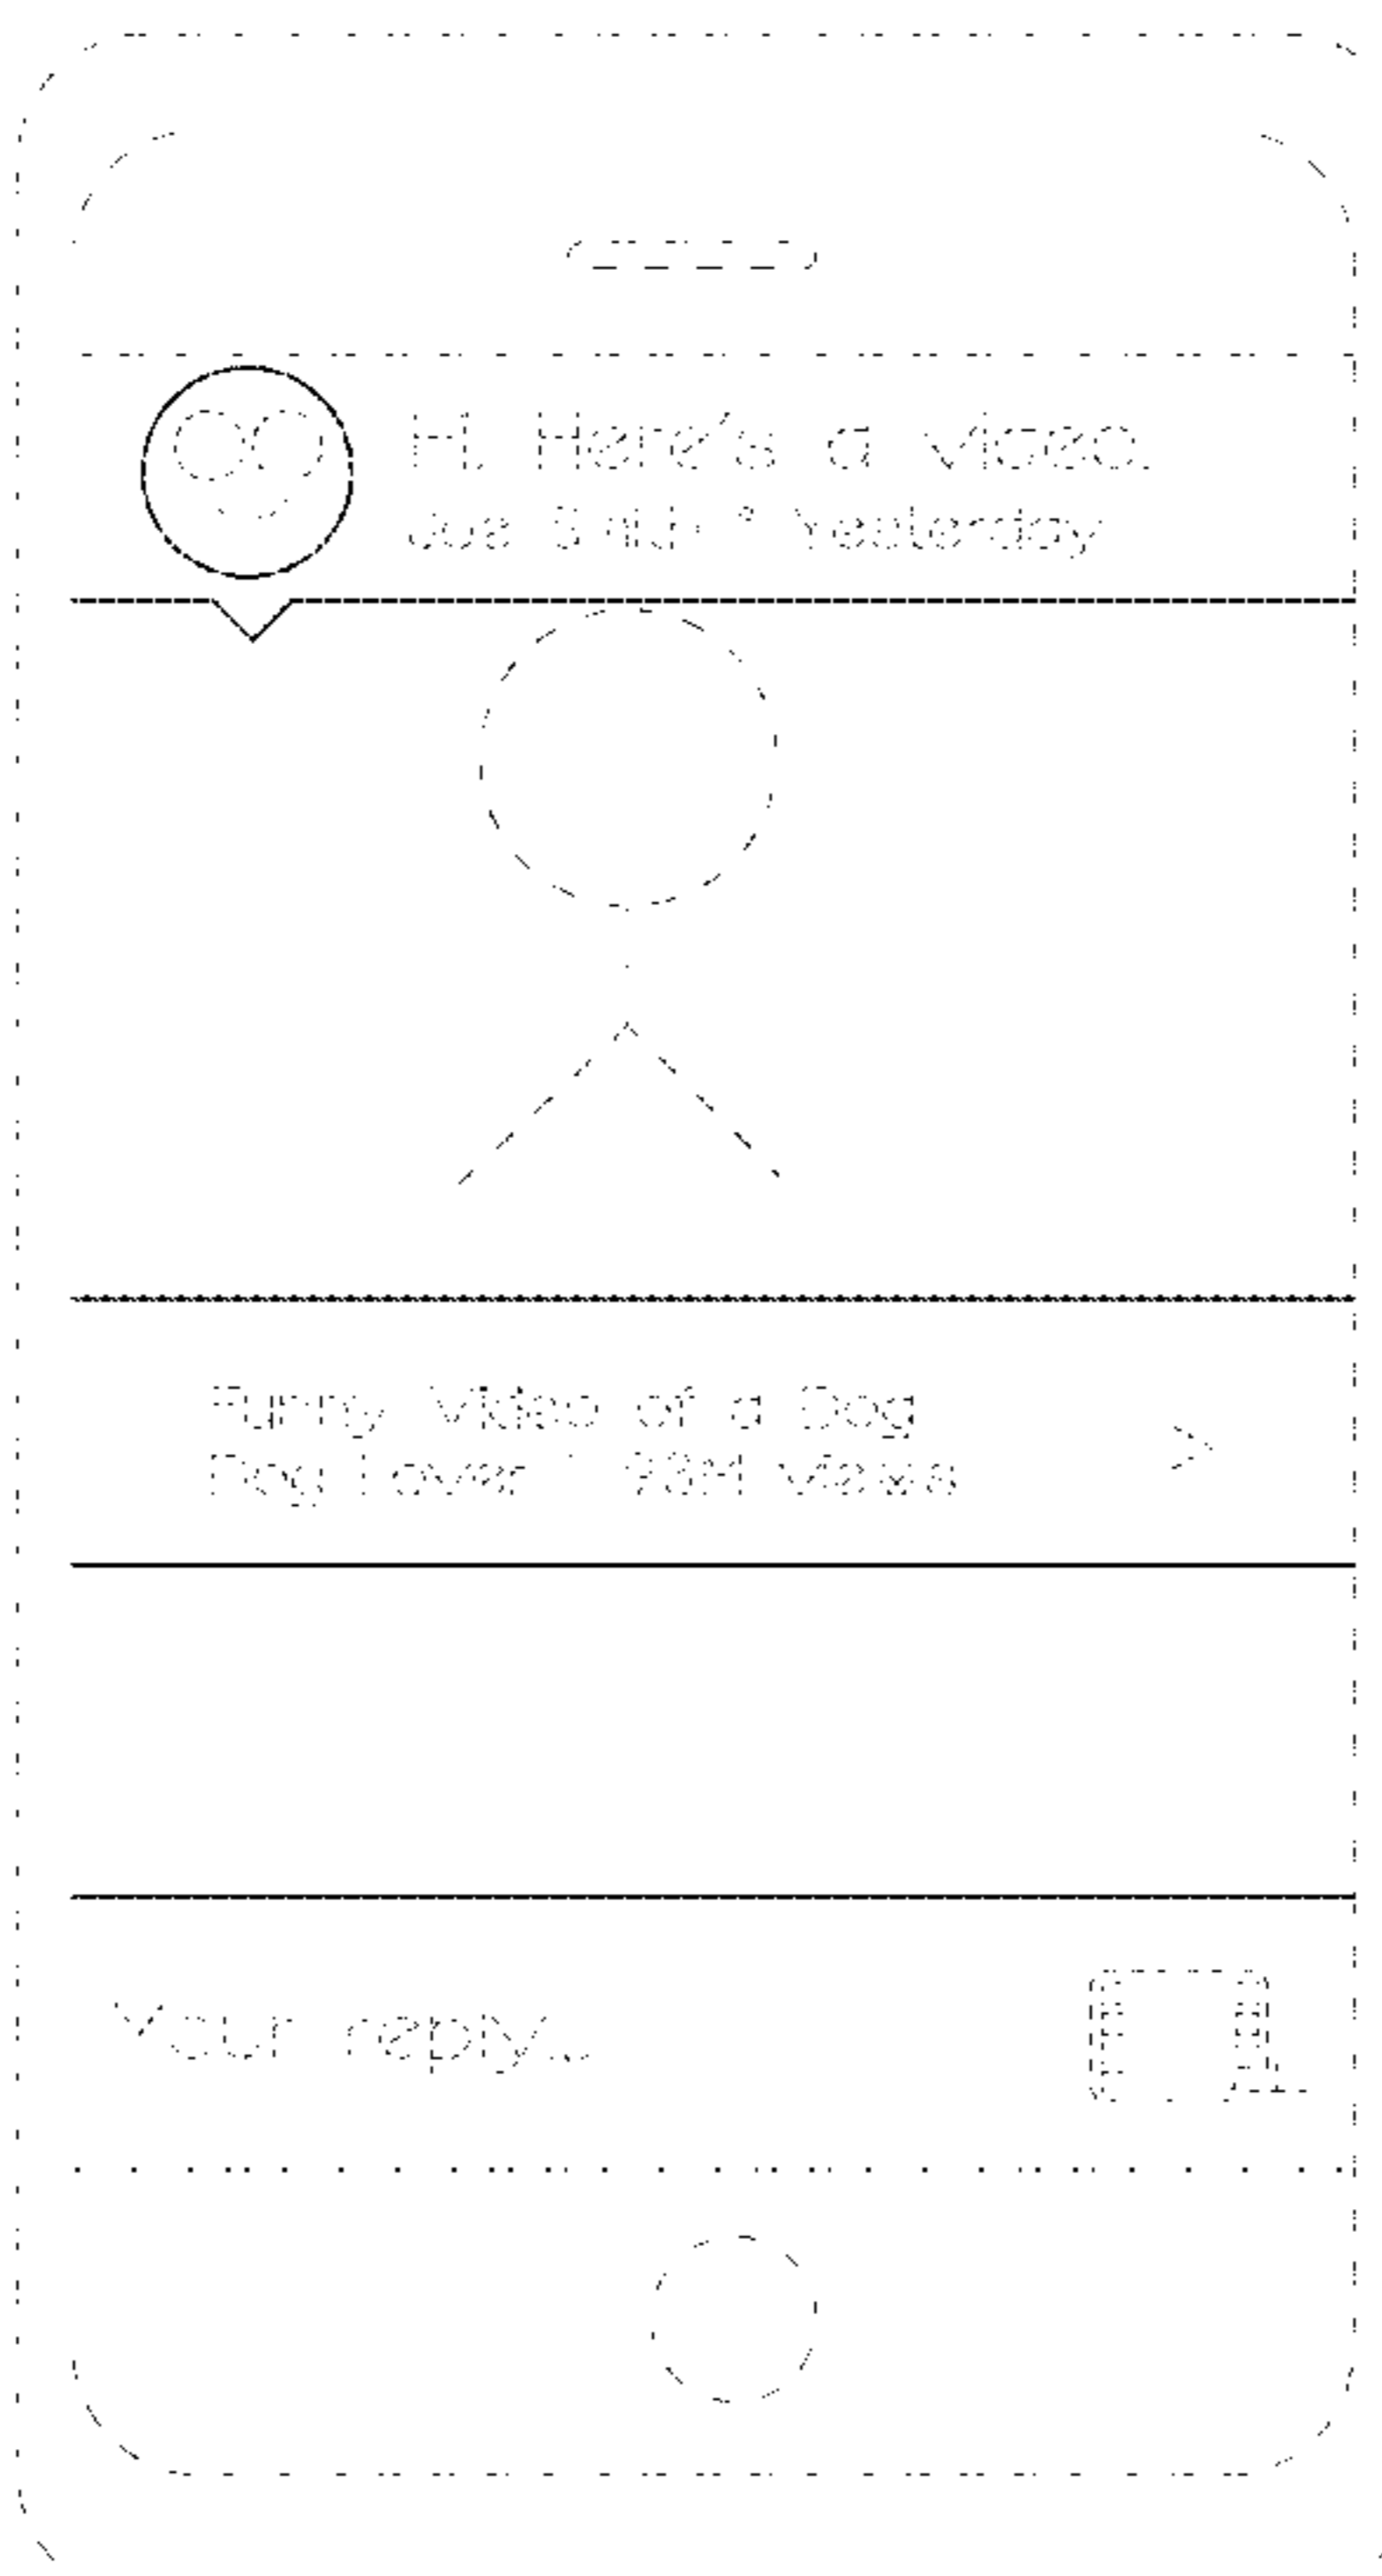 Hi. Here's a video.
Joe Smith ° Yesterday
Funny Video of a Dog
Dog Lover ° 93M Views
Your reply...